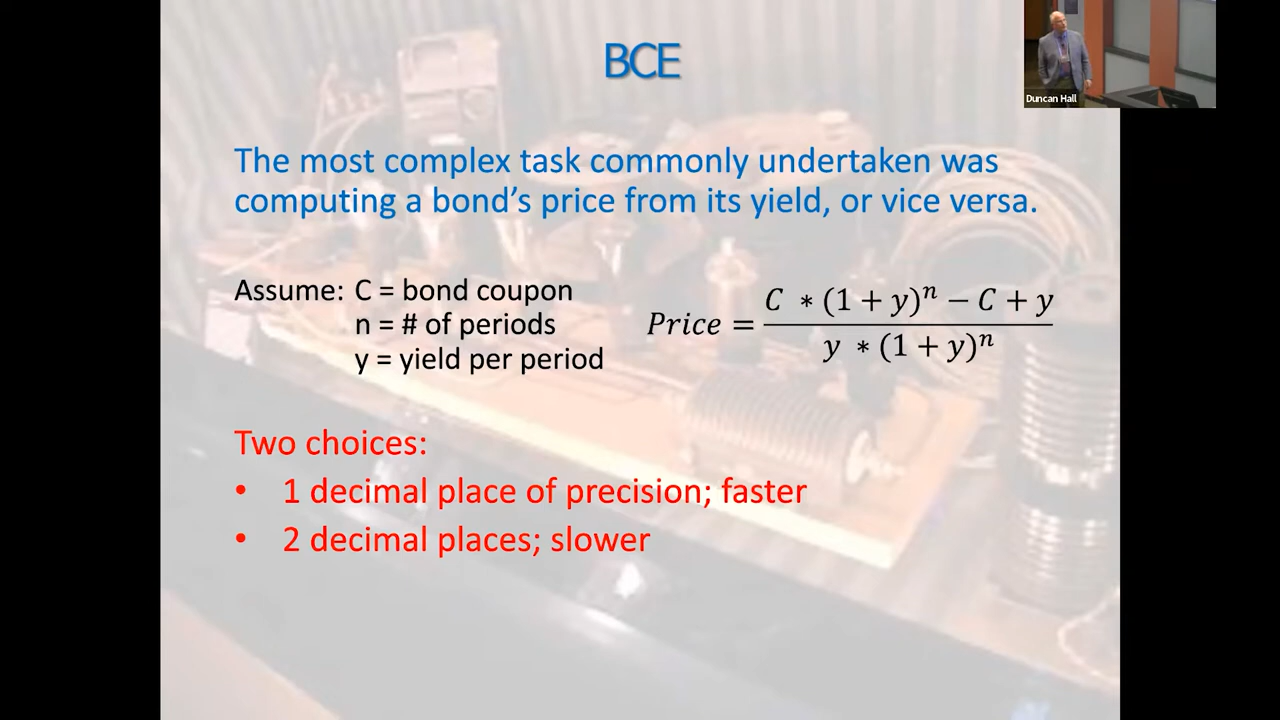 BCE
Duncan Hall
The most complex task commonly undertaken was
computing a bond's price from its yield, or vice versa.
Assume: C = bond coupon
n = # of periods
y = yield per period
Price = \frac{C * (1 + y)^n − C + y}{y * (1 + y)^n}
Two choices:
• 1 decimal place of precision; faster
• 2 decimal places; slower